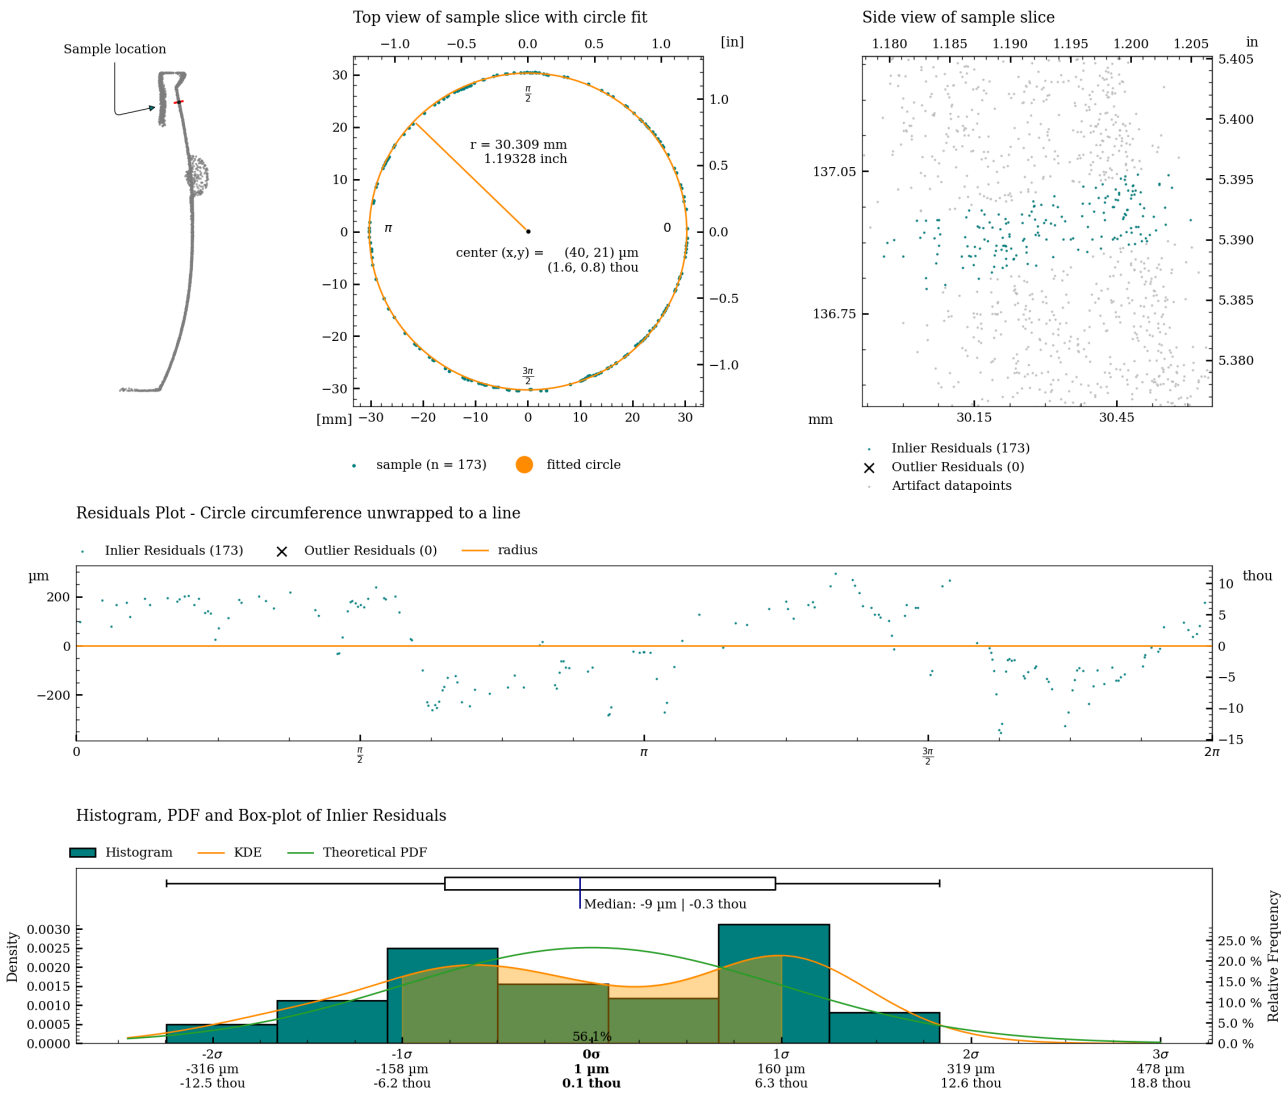 Sample location
Top view of sample slice with circle fit
−1.0 −0.5 0.0 0.5 1.0 [in]
30
20
10
0
−10
−20
−30
1.0
0.5
0.0
−0.5
−1.0
π/2
r = 30.309 mm
1.19328 inch
π
0
center (x,y) = (40, 21) µm
(1.6, 0.8) thou
3π/2
[mm] −30 −20 −10 0 10 20 30
sample (n = 173) fitted circle
Side view of sample slice
1.180 1.185 1.190 1.195 1.200 1.205 in
137.05
136.75
5.405
5.400
5.395
5.390
5.385
5.380
mm 30.15 30.45
Inlier Residuals (173)
Outlier Residuals (0)
Artifact datapoints
Residuals Plot - Circle circumference unwrapped to a line
Inlier Residuals (173) Outlier Residuals (0) radius
µm thou
200
0
−200
10
5
0
−5
−10
−15
0 π/2 π 3π/2 2π
Histogram, PDF and Box-plot of Inlier Residuals
Histogram KDE Theoretical PDF
Median: -9 µm | -0.3 thou
Density
0.0030
0.0025
0.0020
0.0015
0.0010
0.0005
0.0000
Relative Frequency
25.0 %
20.0 %
15.0 %
10.0 %
5.0 %
0.0 %
56.1%
-2σ -1σ 0σ 1σ 2σ 3σ
-316 µm -158 µm 1 µm 160 µm 319 µm 478 µm
-12.5 thou -6.2 thou 0.1 thou 6.3 thou 12.6 thou 18.8 thou